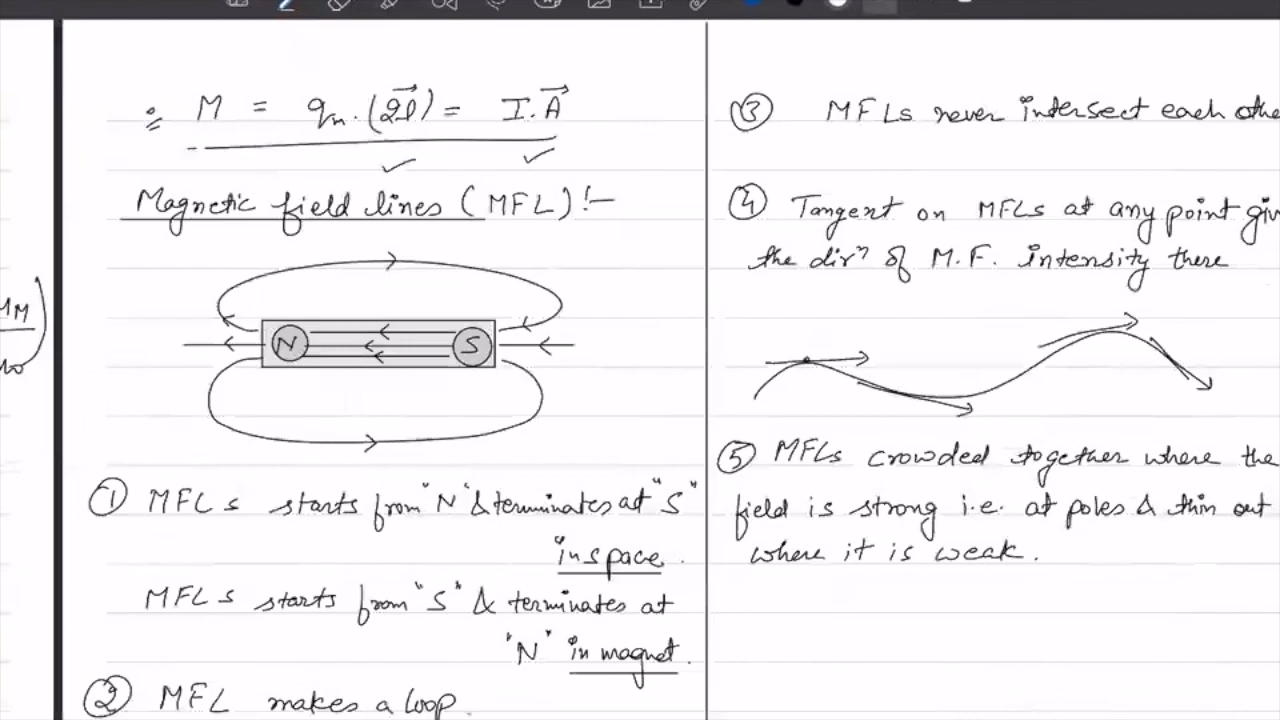 ∴ M = qm.(2l⃗) = I.A⃗
Magnetic field lines (MFL) !-
N S
① MFLs starts from "N" & terminates at "S"
in space.
MFLs starts from "S" & terminates at
"N" in magnet.
② MFL makes a loop.
③ MFLs never intersect each othe
④ Tangent on MFLs at any point giv
the dirⁿ of M.F. intensity there
⑤ MFLs crowded together where the
field is strong i.e. at poles & thin out
where it is weak.